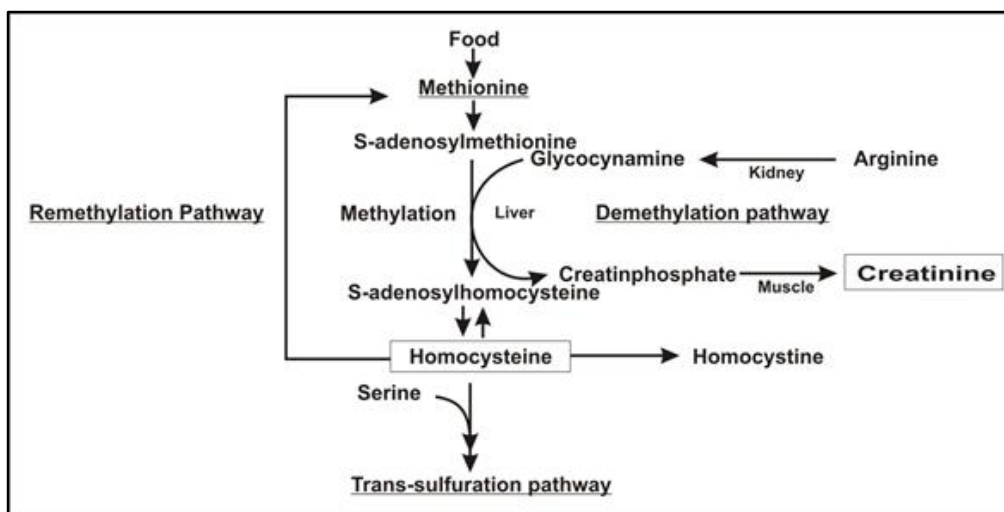 Food
Methionine
S-adenosylmethionine
Glycocynamine
Arginine
Kidney
Remethylation Pathway
Methylation
Liver
Demethylation pathway
Creatinphosphate
Creatinine
Muscle
S-adenosylhomocysteine
Homocysteine
Homocystine
Serine
Trans-sulfuration pathway